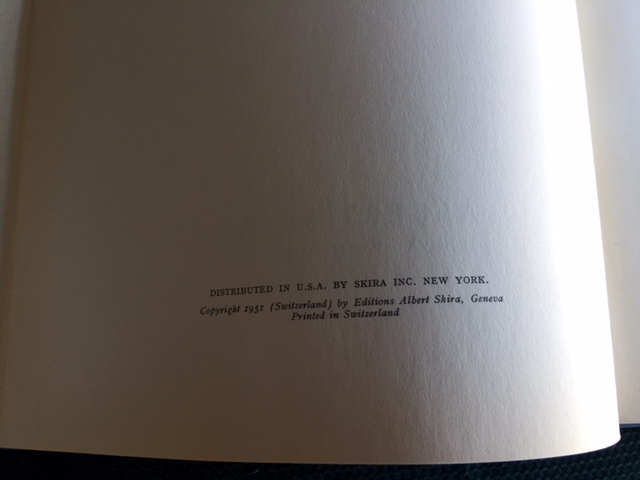 DISTRIBUTED IN U.S.A. BY SKIRA INC. NEW YORK.
Copyright 1951 (Switzerland) by Editions Albert Skira, Geneva
Printed in Switzerland